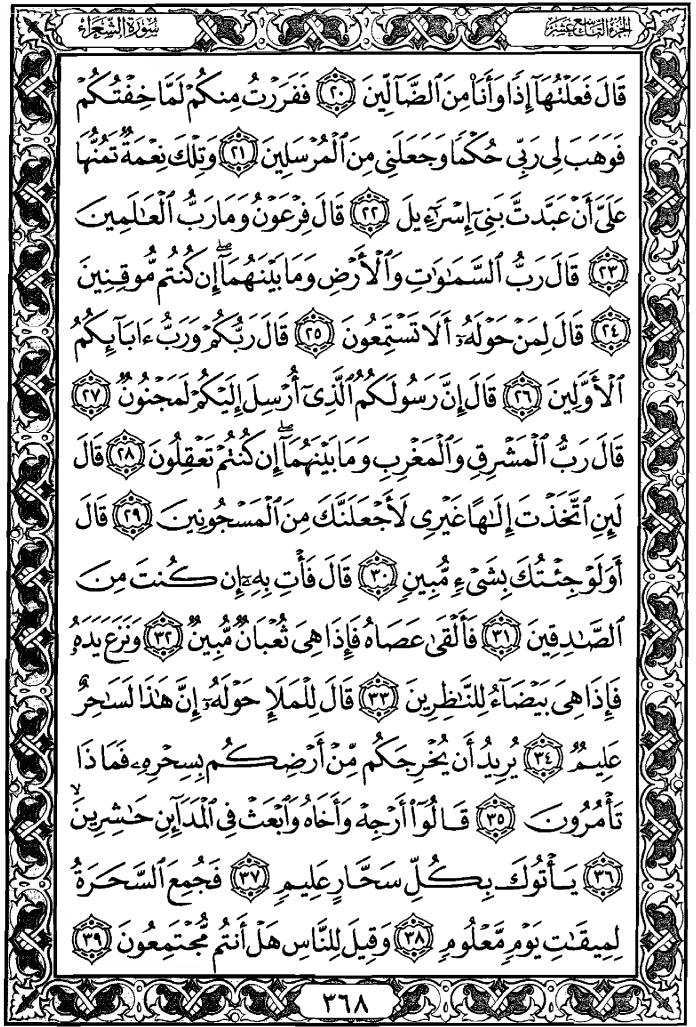 الجزء التاسع عشر
سُورَةُ الشُّعَرَاء
قَالَ فَعَلْتُهَآ إِذًا وَأَنَا۠ مِنَ ٱلضَّآلِّينَ ٢٠ فَفَرَرْتُ مِنكُمْ لَمَّا خِفْتُكُمْ
فَوَهَبَ لِى رَبِّى حُكْمًا وَجَعَلَنِى مِنَ ٱلْمُرْسَلِينَ ٢١ وَتِلْكَ نِعْمَةٌ تَمُنُّهَا
عَلَىَّ أَنْ عَبَّدتَّ بَنِىٓ إِسْرَٰٓءِيلَ ٢٢ قَالَ فِرْعَوْنُ وَمَا رَبُّ ٱلْعَٰلَمِينَ
٢٣ قَالَ رَبُّ ٱلسَّمَٰوَٰتِ وَٱلْأَرْضِ وَمَا بَيْنَهُمَآ ۖ إِن كُنتُم مُّوقِنِينَ
٢٤ قَالَ لِمَنْ حَوْلَهُۥٓ أَلَا تَسْتَمِعُونَ ٢٥ قَالَ رَبُّكُمْ وَرَبُّ ءَابَآئِكُمُ
ٱلْأَوَّلِينَ ٢٦ قَالَ إِنَّ رَسُولَكُمُ ٱلَّذِىٓ أُرْسِلَ إِلَيْكُمْ لَمَجْنُونٌ ٢٧
قَالَ رَبُّ ٱلْمَشْرِقِ وَٱلْمَغْرِبِ وَمَا بَيْنَهُمَآ ۖ إِن كُنتُمْ تَعْقِلُونَ ٢٨ قَالَ
لَئِنِ ٱتَّخَذْتَ إِلَٰهًا غَيْرِى لَأَجْعَلَنَّكَ مِنَ ٱلْمَسْجُونِينَ ٢٩ قَالَ
أَوَلَوْ جِئْتُكَ بِشَىْءٍ مُّبِينٍ ٣٠ قَالَ فَأْتِ بِهِۦٓ إِن كُنتَ مِنَ
ٱلصَّٰدِقِينَ ٣١ فَأَلْقَىٰ عَصَاهُ فَإِذَا هِىَ ثُعْبَانٌ مُّبِينٌ ٣٢ وَنَزَعَ يَدَهُۥ
فَإِذَا هِىَ بَيْضَآءُ لِلنَّٰظِرِينَ ٣٣ قَالَ لِلْمَلَإِ حَوْلَهُۥٓ إِنَّ هَٰذَا لَسَٰحِرٌ
عَلِيمٌ ٣٤ يُرِيدُ أَن يُخْرِجَكُم مِّنْ أَرْضِكُم بِسِحْرِهِۦ فَمَاذَا
تَأْمُرُونَ ٣٥ قَالُوٓا۟ أَرْجِهْ وَأَخَاهُ وَٱبْعَثْ فِى ٱلْمَدَآئِنِ حَٰشِرِينَ ۙ
٣٦ يَأْتُوكَ بِكُلِّ سَحَّارٍ عَلِيمٍ ٣٧ فَجُمِعَ ٱلسَّحَرَةُ
لِمِيقَٰتِ يَوْمٍ مَّعْلُومٍ ٣٨ وَقِيلَ لِلنَّاسِ هَلْ أَنتُم مُّجْتَمِعُونَ ٣٩
٣٦٨